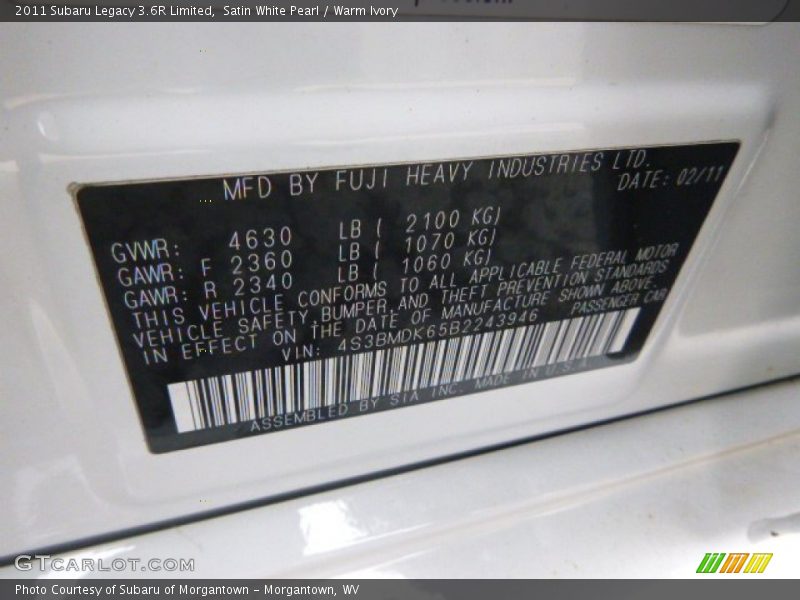 2011 Subaru Legacy 3.6R Limited, Satin White Pearl / Warm Ivory
MFD BY FUJI HEAVY INDUSTRIES LTD.
DATE: 02/11
GVWR: 4630 LB ( 2100 KG)
GAWR: F 2360 LB ( 1070 KG)
GAWR: R 2340 LB ( 1060 KG)
THIS VEHICLE CONFORMS TO ALL APPLICABLE FEDERAL MOTOR
VEHICLE SAFETY BUMPER AND THEFT PREVENTION STANDARDS
IN EFFECT ON THE DATE OF MANUFACTURE SHOWN ABOVE.
VIN: 4S3BMDK65B2243946 PASSENGER CAR
ASSEMBLED BY SIA INC. MADE IN U.S.A.
GTCARLOT.COM
Photo Courtesy of Subaru of Morgantown – Morgantown, WV